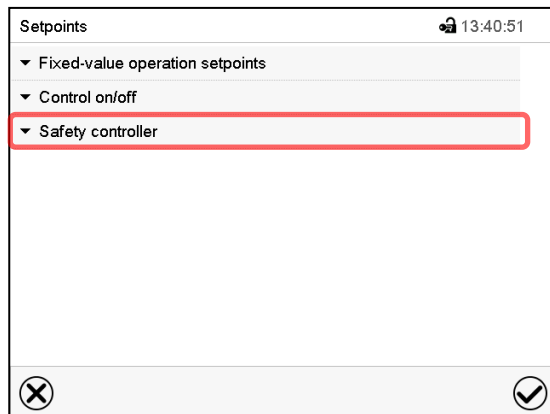 Setpoints 13:40:51
Fixed-value operation setpoints
Control on/off
Safety controller